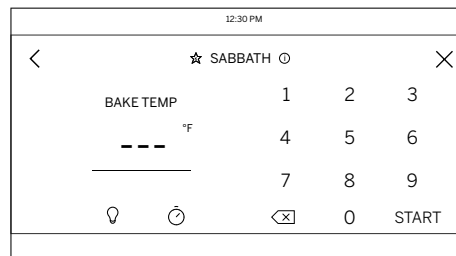 12:30 PM
SABBATH
BAKE TEMP
--- °F
1 2 3
4 5 6
7 8 9
0 START